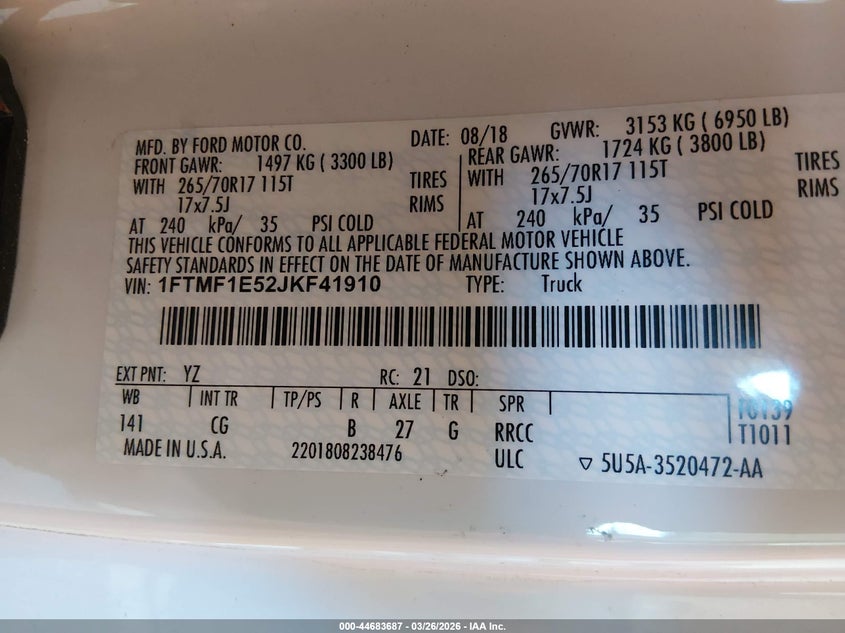 MFD. BY FORD MOTOR CO. DATE: 08/18 GVWR: 3153 KG ( 6950 LB)
FRONT GAWR: 1497 KG ( 3300 LB) REAR GAWR: 1724 KG ( 3800 LB)
WITH 265/70R17 115T TIRES WITH 265/70R17 115T TIRES
17x7.5J RIMS 17x7.5J RIMS
AT 240 kPa/ 35 PSI COLD AT 240 kPa/ 35 PSI COLD
THIS VEHICLE CONFORMS TO ALL APPLICABLE FEDERAL MOTOR VEHICLE
SAFETY STANDARDS IN EFFECT ON THE DATE OF MANUFACTURE SHOWN ABOVE.
VIN: 1FTMF1E52JKF41910 TYPE: Truck
EXT PNT: YZ RC: 21 DSO:
WB INT TR TP/PS R AXLE TR SPR
141 CG B 27 G RRCC T1011
MADE IN U.S.A. 2201808238476 ULC ▽ 5U5A-3520472-AA
000-44683687 - 03/26/2026 - IAA Inc.